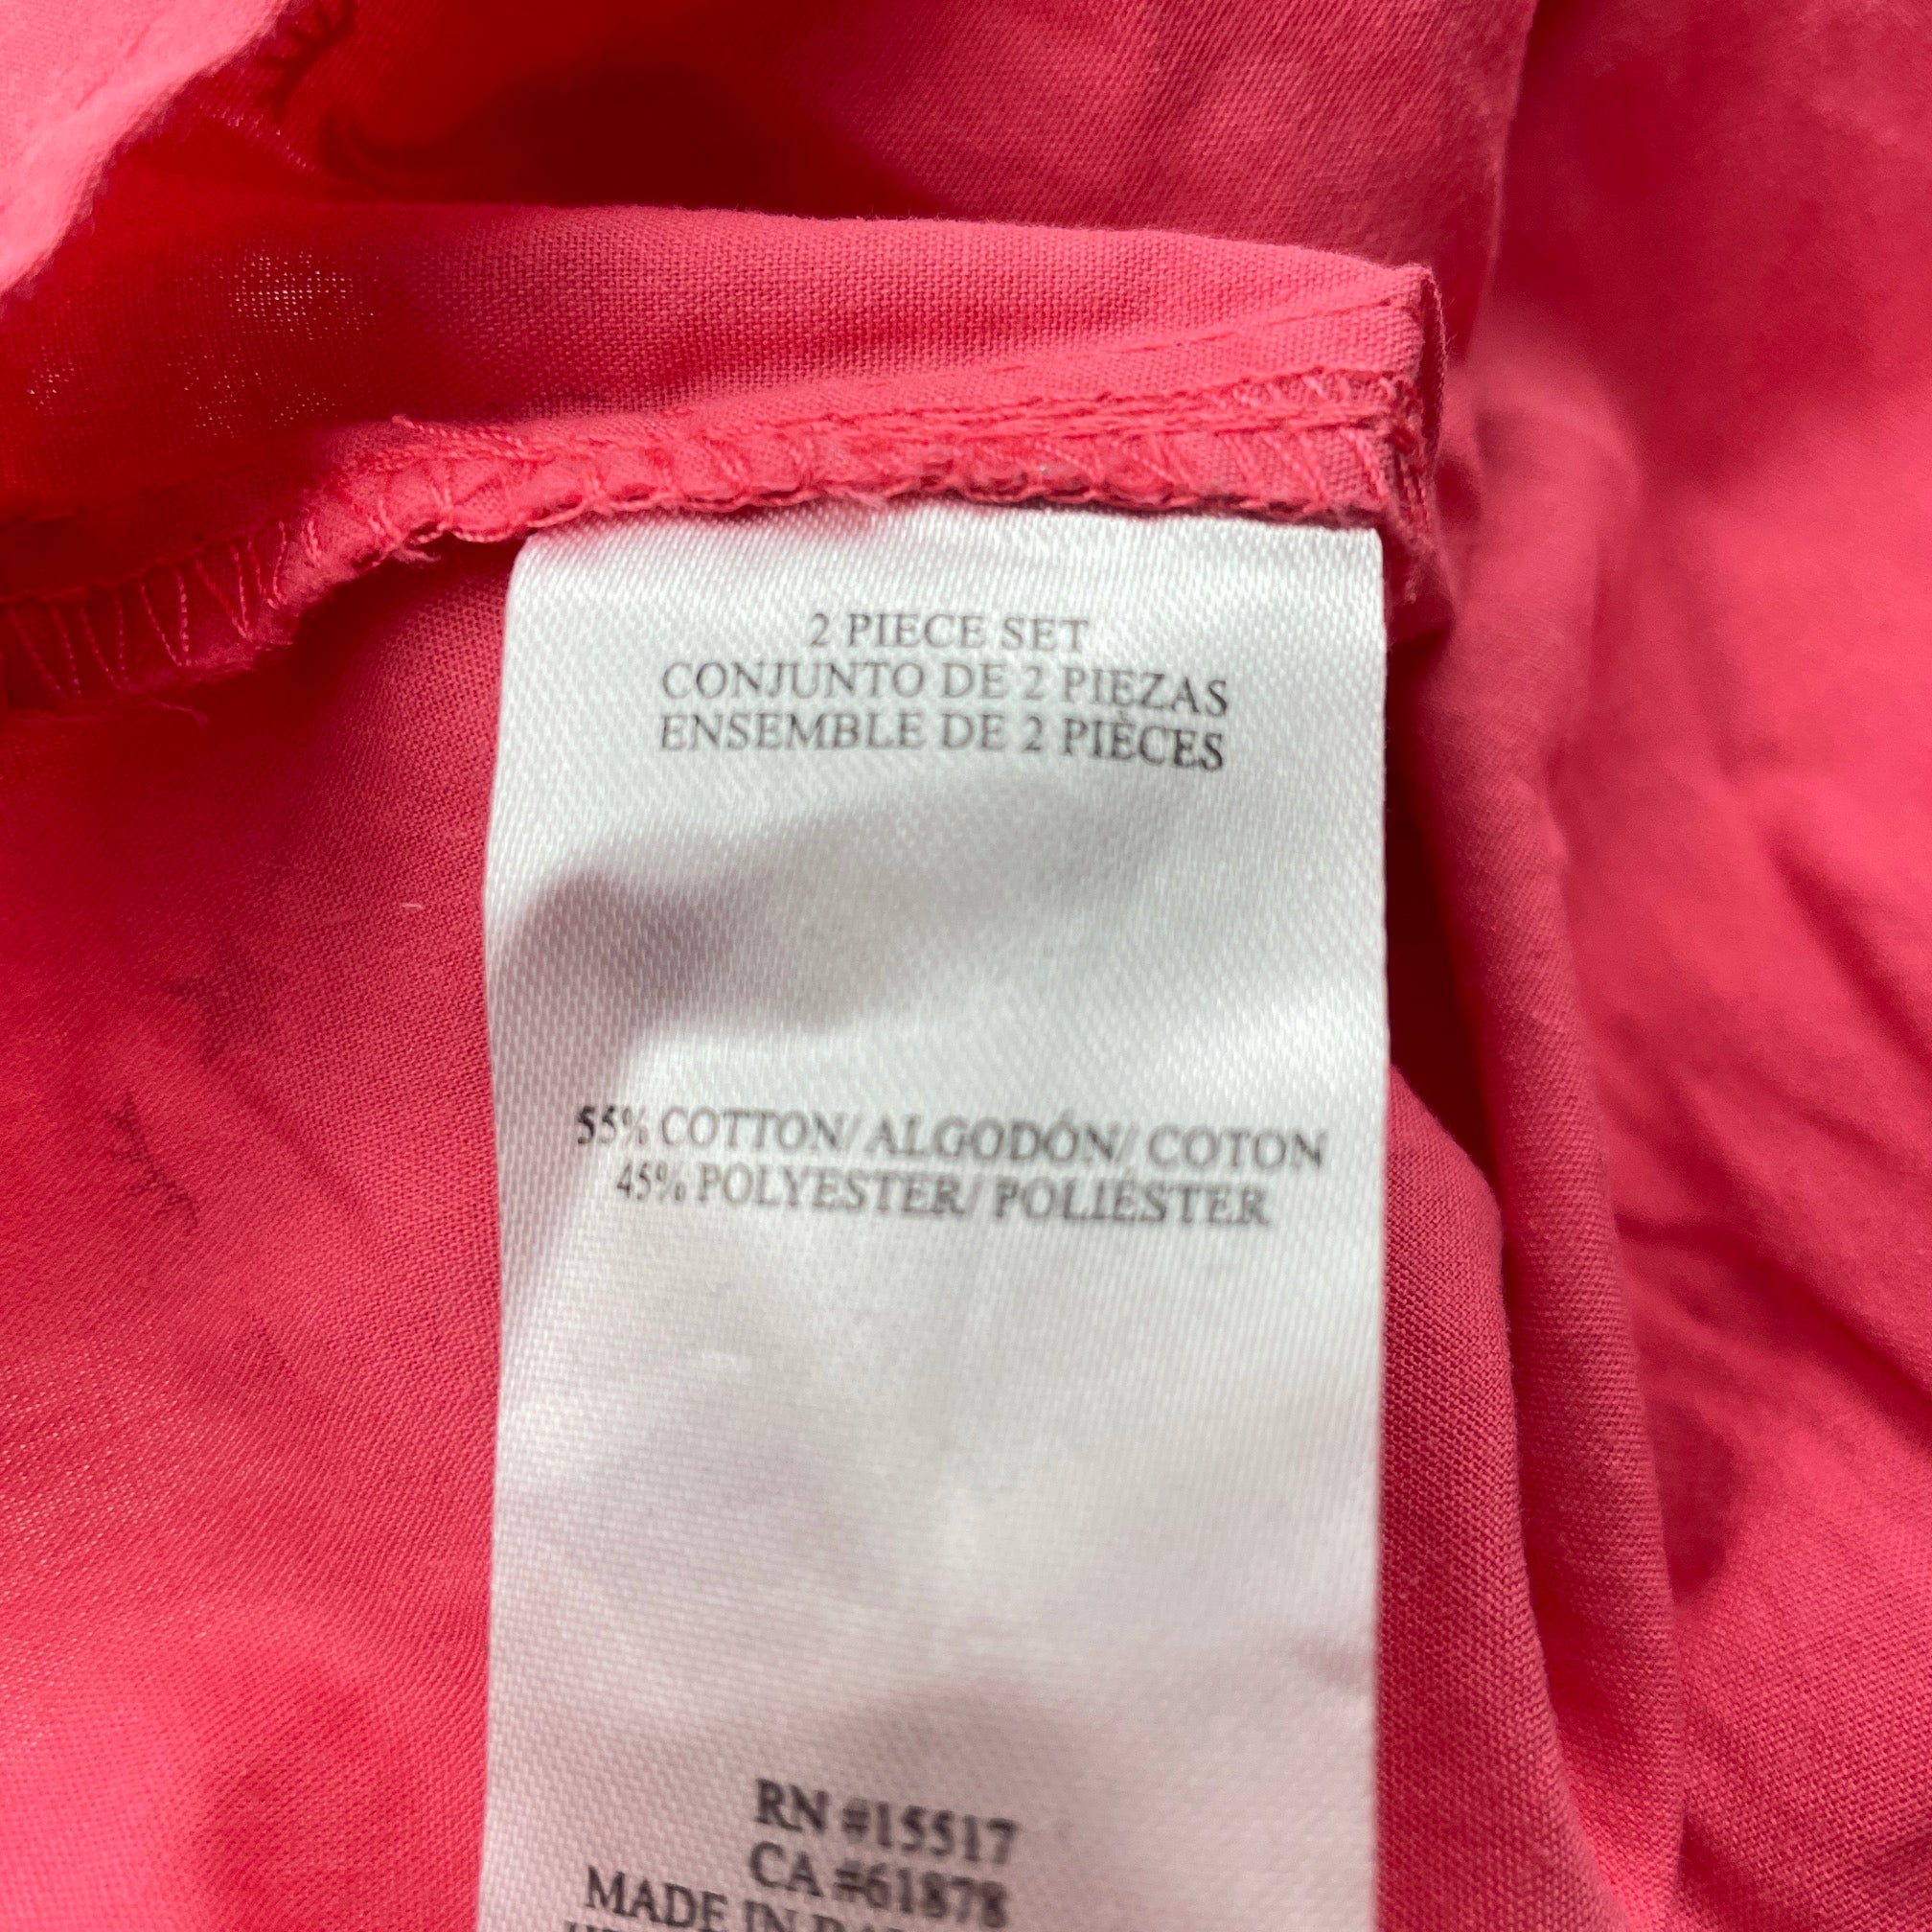 2 PIECE SET
CONJUNTO DE 2 PIEZAS
ENSEMBLE DE 2 PIÈCES
55% COTTON/ ALGODÓN/ COTON
45% POLYESTER/ POLIÉSTER
RN #15517
CA #61878
MADE IN